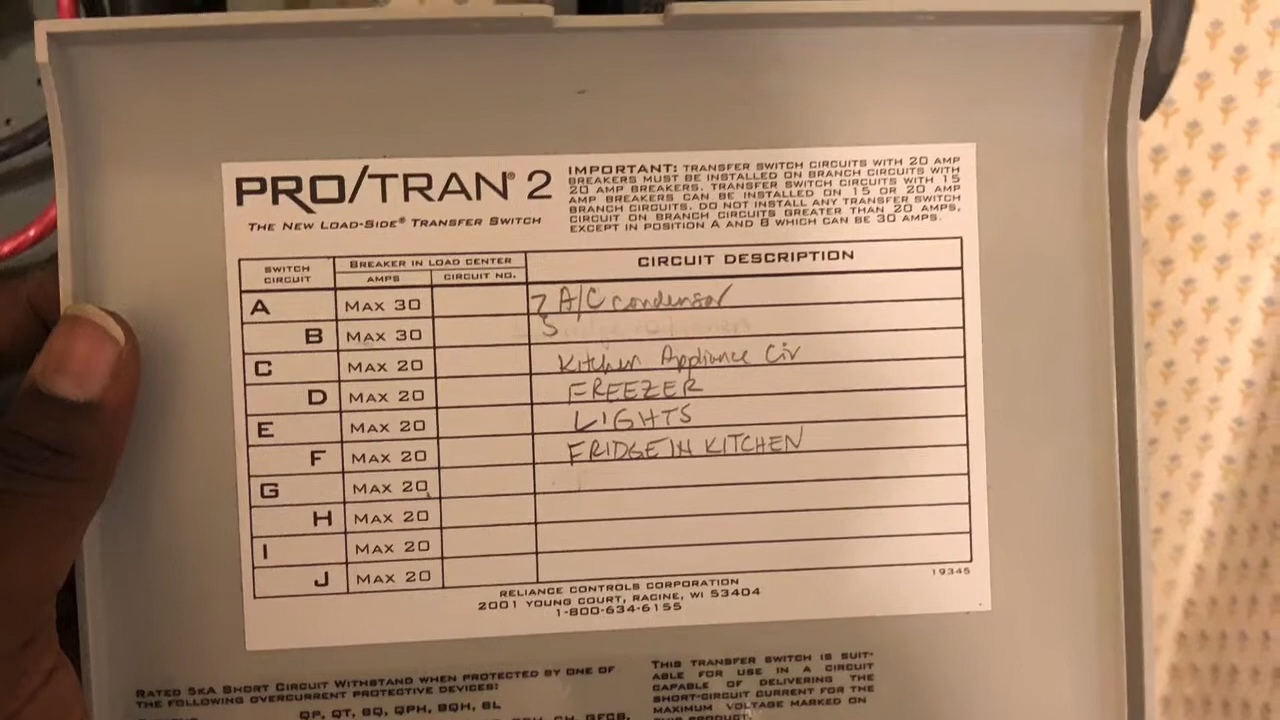 PRO/TRAN® 2
THE NEW LOAD-SIDE® TRANSFER SWITCH
IMPORTANT: TRANSFER SWITCH CIRCUITS WITH 20 AMP
BREAKERS MUST BE INSTALLED ON BRANCH CIRCUITS WITH
20 AMP BREAKERS. TRANSFER SWITCH CIRCUITS WITH 15
AMP BREAKERS CAN BE INSTALLED ON 15 OR 20 AMP
BRANCH CIRCUITS. DO NOT INSTALL ANY TRANSFER SWITCH
CIRCUIT ON BRANCH CIRCUITS GREATER THAN 20 AMPS,
EXCEPT IN POSITION A AND B WHICH CAN BE 30 AMPS.
SWITCH CIRCUIT BREAKER IN LOAD CENTER CIRCUIT DESCRIPTION
AMPS CIRCUIT NO.
A MAX 30 A/C condensor
B MAX 30
C MAX 20 Kitchen Appliance Cir
D MAX 20 FREEZER
E MAX 20 LIGHTS
F MAX 20 FRIDGE IN KITCHEN
G MAX 20
H MAX 20
I MAX 20
J MAX 20
RELIANCE CONTROLS CORPORATION
2001 YOUNG COURT, RACINE, WI 53404
1-800-634-6155
19345
RATED 5KA SHORT CIRCUIT WITHSTAND WHEN PROTECTED BY ONE OF
THE FOLLOWING OVERCURRENT PROTECTIVE DEVICES:
QP, QT, BQ, QPH, BQH, BL
THIS TRANSFER SWITCH IS SUIT-
ABLE FOR USE IN A CIRCUIT
CAPABLE OF DELIVERING THE
SHORT-CIRCUIT CURRENT FOR THE
MAXIMUM VOLTAGE MARKED ON
THIS PRODUCT.